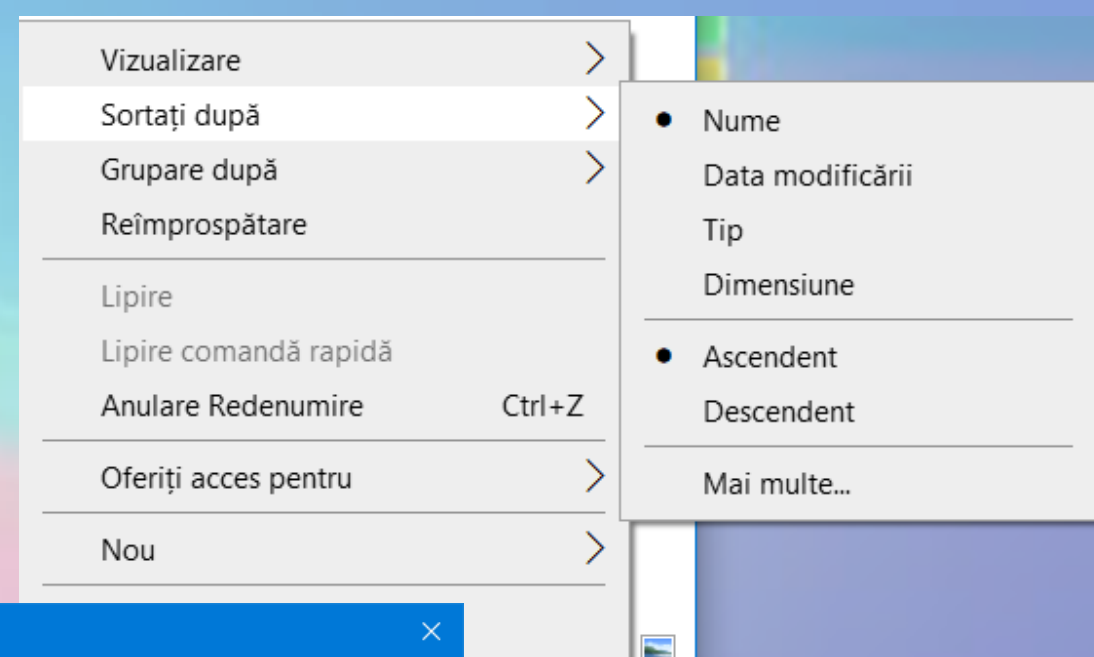 Vizualizare
Sortați după
Grupare după
Reîmprospătare
Lipire
Lipire comandă rapidă
Anulare Redenumire Ctrl+Z
Oferiți acces pentru
Nou
Nume
Data modificării
Tip
Dimensiune
Ascendent
Descendent
Mai multe...